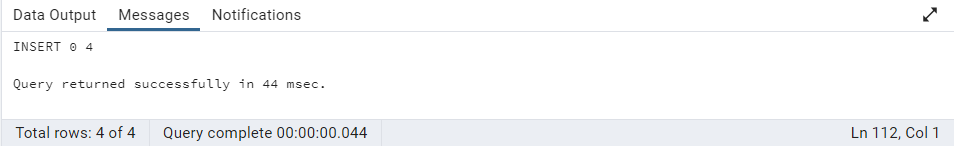 Data Output Messages Notifications
INSERT 0 4
Query returned successfully in 44 msec.
Total rows: 4 of 4 Query complete 00:00:00.044 Ln 112, Col 1